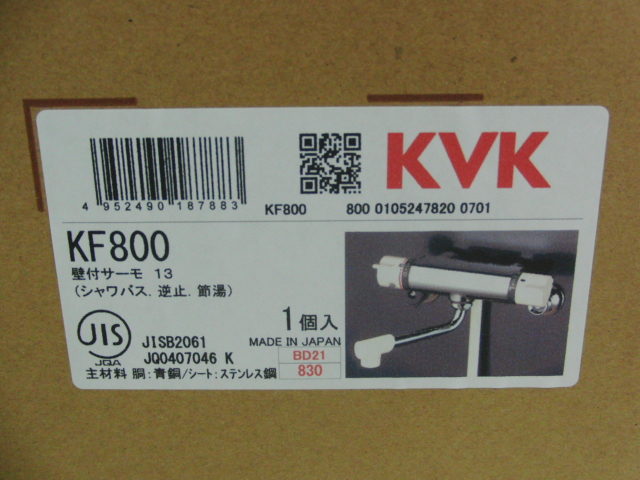 KVK
4 952490 187883
KF800 800 0105247820 0701
KF800
壁付サーモ 13
(シャワバス.逆止.節湯)
1個入
JIS
JQA
JISB2061
JQ0407046 K
MADE IN JAPAN
BD21
830
主材料 胴:青銅/シート:ステンレス鋼